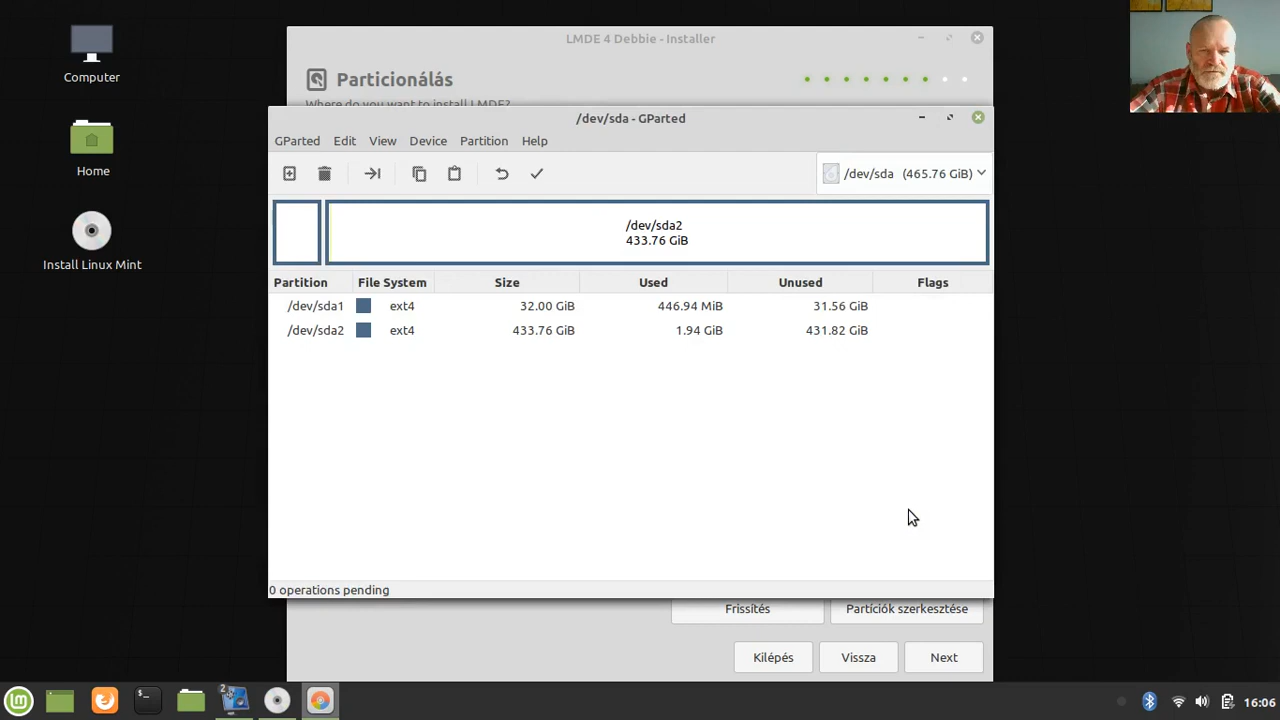 Computer
Home
Install Linux Mint
LMDE 4 Debbie - Installer
Particionálás
Where do you want to install LMDE?
/dev/sda - GParted
GParted Edit View Device Partition Help
/dev/sda (465.76 GiB)
/dev/sda2
433.76 GiB
Partition File System Size Used Unused Flags
/dev/sda1 ext4 32.00 GiB 446.94 MiB 31.56 GiB
/dev/sda2 ext4 433.76 GiB 1.94 GiB 431.82 GiB
0 operations pending
Frissítés Partíciók szerkesztése
Kilépés Vissza Next
2
16:06